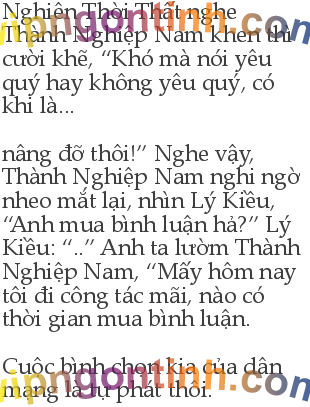 Nghiên Thời Thất nghe
Thành Nghiệp Nam khen thì
cười khẽ, “Khó mà nói yêu
quý hay không yêu quý, có
khi là...
nâng đỡ thôi!” Nghe vậy,
Thành Nghiệp Nam nghi ngờ
nheo mắt lại, nhìn Lý Kiều,
“Anh mua bình luận hả?” Lý
Kiều: “..” Anh ta lườm Thành
Nghiệp Nam, “Mấy hôm nay
tôi đi công tác mãi, nào có
thời gian mua bình luận.
Cuộc bình chọn kia của dân
mạng là tự phát thôi.
vipngontinh.com
vipngontinh.com